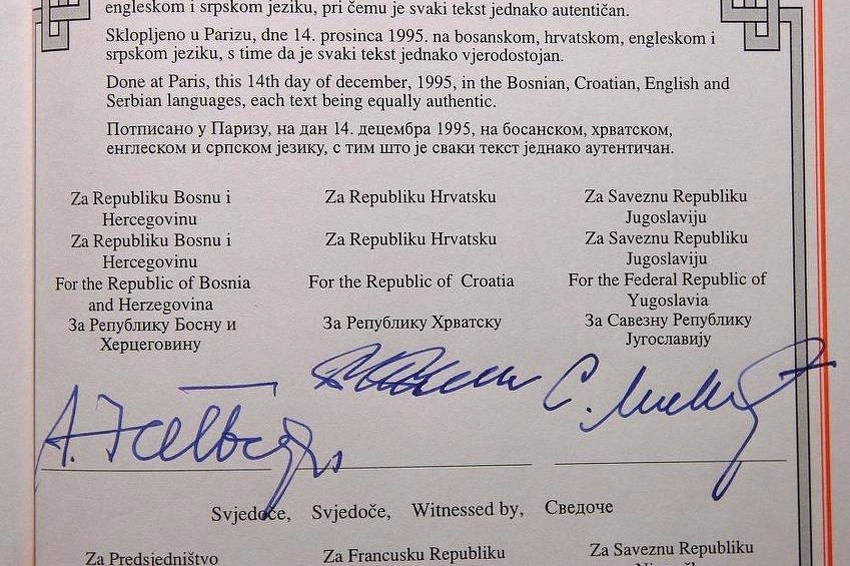 engleskom i srpskom jeziku, pri čemu je svaki tekst jednako autentičan.
Sklopljeno u Parizu, dne 14. prosinca 1995. na bosanskom, hrvatskom, engleskom i
srpskom jeziku, s time da je svaki tekst jednako vjerodostojan.
Done at Paris, this 14th day of december, 1995, in the Bosnian, Croatian, English and
Serbian languages, each text being equally authentic.
Потписано у Паризу, на дан 14. децембра 1995, на босанском, хрватском,
енглеском и српском језику, с тим што је сваки текст једнако аутентичан.
Za Republiku Bosnu i
Hercegovinu
Za Republiku Bosnu i
Hercegovinu
For the Republic of Bosnia
and Herzegovina
За Републику Босну и
Херцеговину
Za Republiku Hrvatsku
Za Republiku Hrvatsku
For the Republic of Croatia
За Републику Хрватску
Za Saveznu Republiku
Jugoslaviju
Za Saveznu Republiku
Jugoslaviju
For the Federal Republic of
Yugoslavia
За Савезну Републику
Југославију
Svjedoče, Svjedoče, Witnessed by, Сведоче
Za Predsjedništvo
Za Francusku Republiku
Za Saveznu Republiku